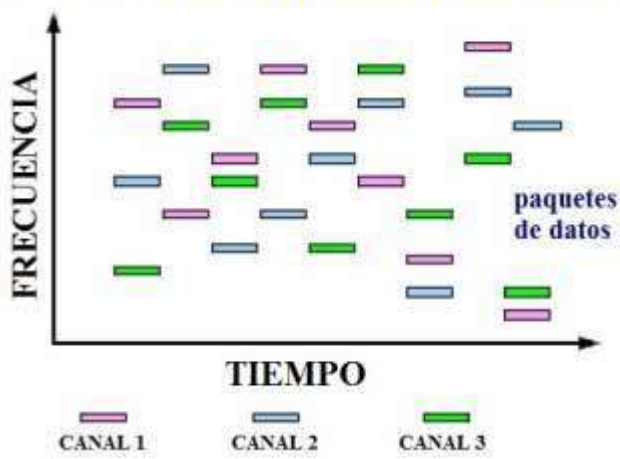 FRECUENCIA
paquetes
de datos
TIEMPO
CANAL 1
CANAL 2
CANAL 3